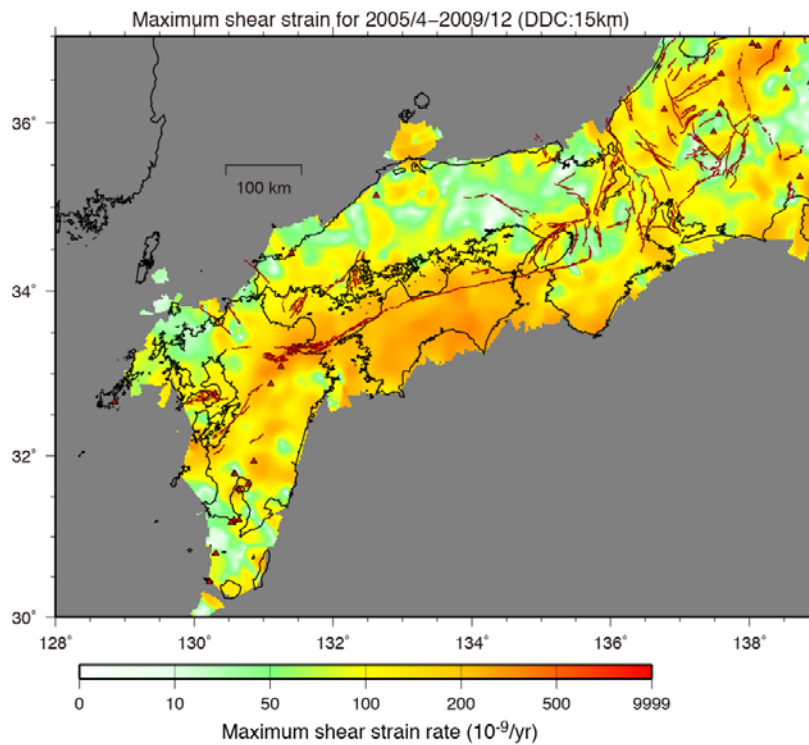 Maximum shear strain for 2005/4−2009/12 (DDC:15km)
36˚
100 km
34˚
32˚
30˚
128˚ 130˚ 132˚ 134˚ 136˚ 138˚
0 10 50 100 200 500 9999
Maximum shear strain rate (10⁻⁹/yr)